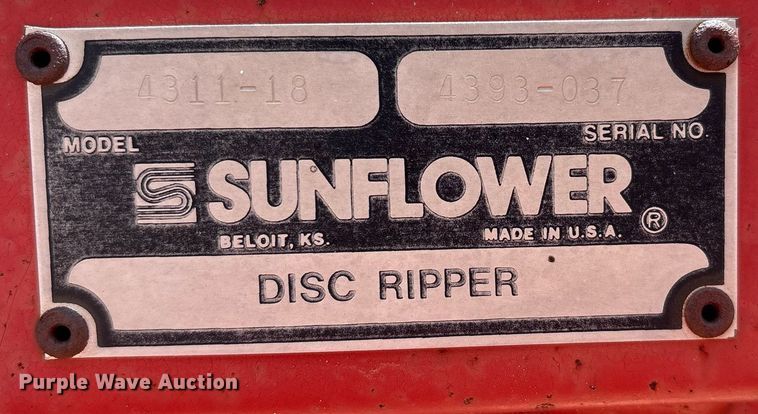 4311-18 4393-037
MODEL SERIAL NO.
SUNFLOWER ®
BELOIT, KS. MADE IN U.S.A.
DISC RIPPER
Purple Wave Auction